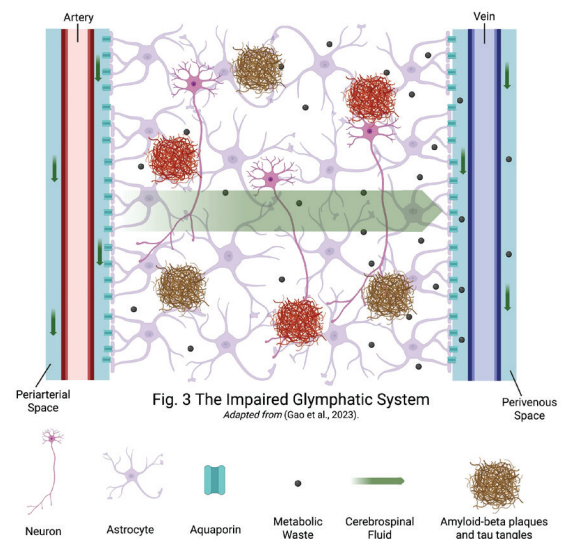 Artery
Vein
Periarterial
Space
Perivenous
Space
Fig. 3 The Impaired Glymphatic System
Adapted from (Gao et al., 2023).
Neuron
Astrocyte
Aquaporin
Metabolic
Waste
Cerebrospinal
Fluid
Amyloid-beta plaques
and tau tangles